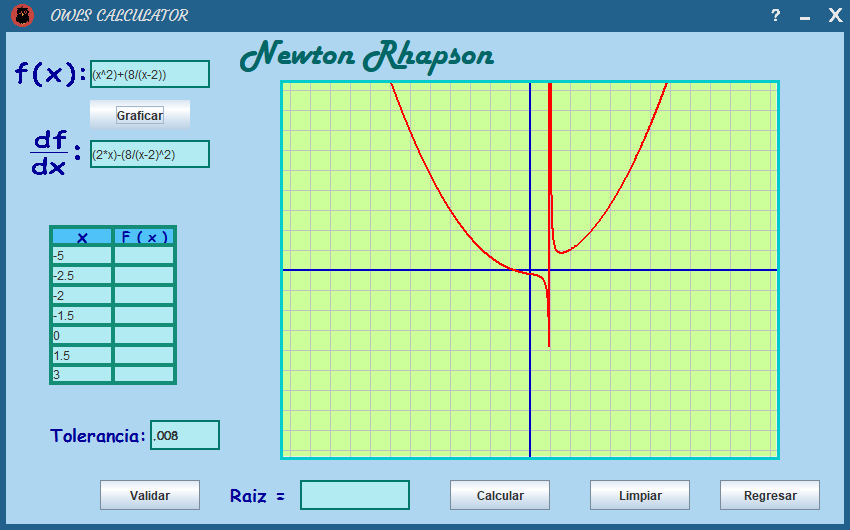 OWLS CALCULATOR ? – X
Newton Rhapson
f(x): (x^2)+(8/(x-2))
Graficar
df
dx : (2*x)-(8/(x-2)^2)
X F ( x )
-5
-2.5
-2
-1.5
0
1.5
3
Tolerancia: .008
Validar Raiz = Calcular Limpiar Regresar